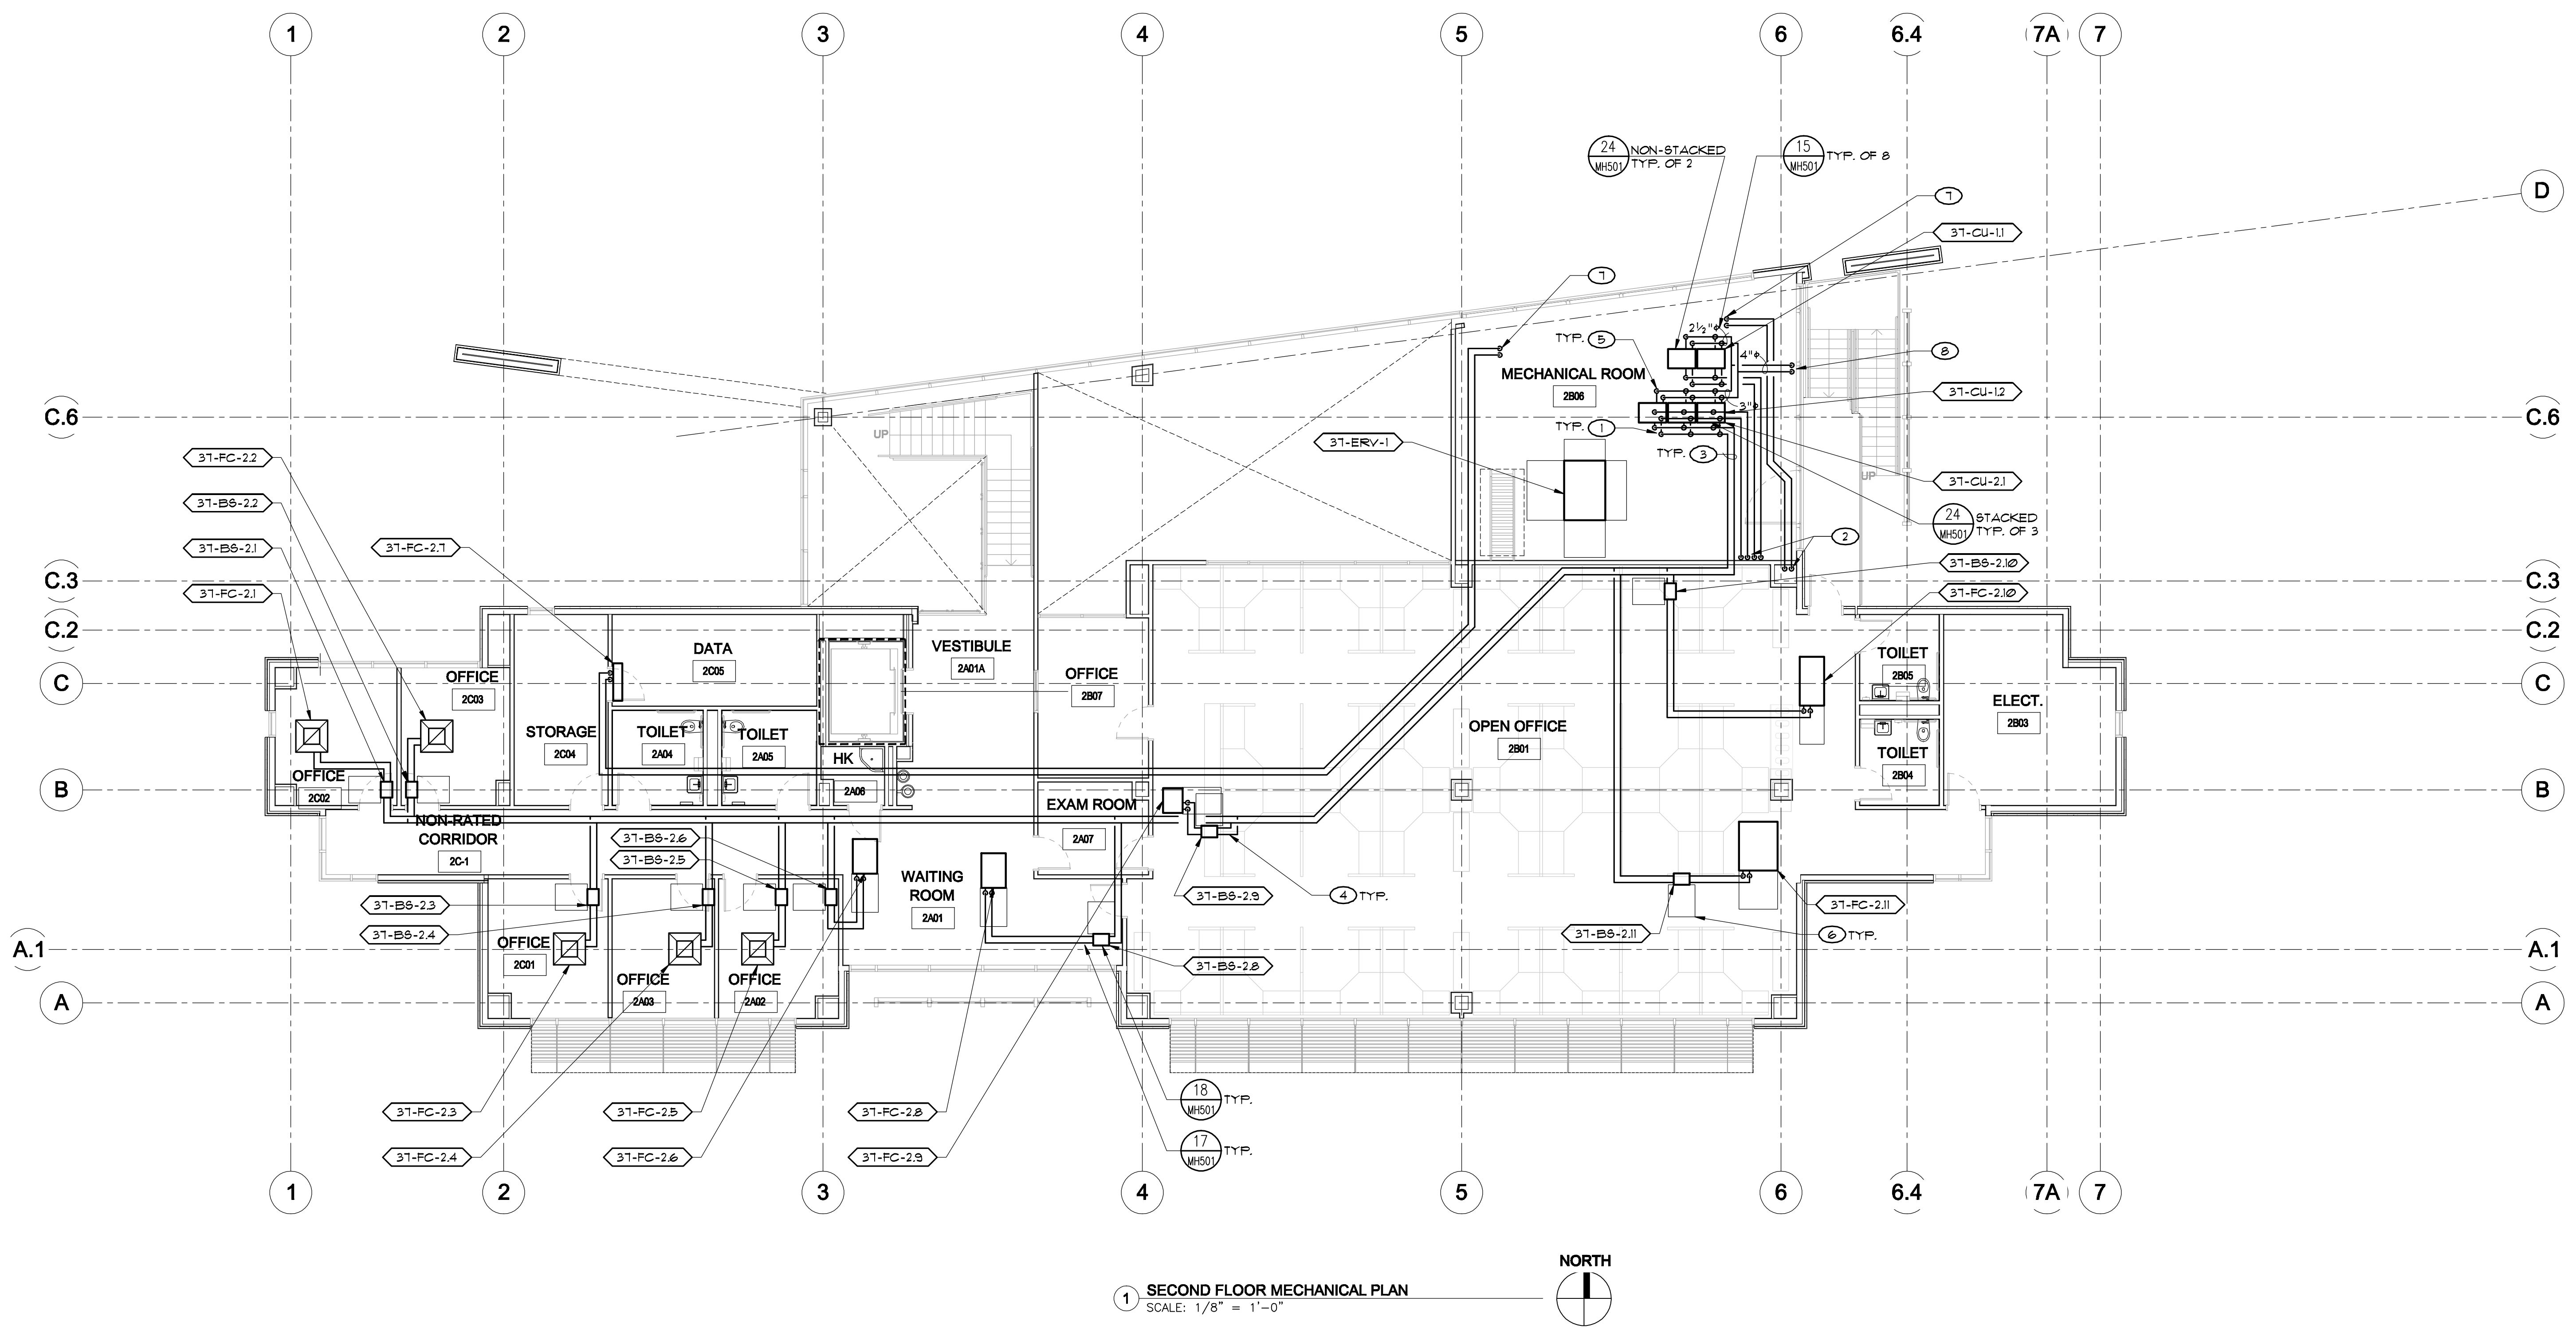 1 2 3 4 5 6 6.4 7A 7
24 NON-STACKED
MH501 TYP. OF 2
15 TYP. OF 8
MH501
7
D
37-CU-1.1
7
2½"ϕ
TYP. 5
4"ϕ
8
MECHANICAL ROOM
2B06
37-CU-1.2
3"ϕ
C.6 C.6
UP
TYP. 1
37-ERV-1
TYP. 3
37-FC-2.2
UP
37-CU-2.1
37-BS-2.2
24 STACKED
MH501 TYP. OF 3
2
37-BS-2.1
37-FC-2.7
37-BS-2.10
C.3 C.3
37-FC-2.1
37-FC-2.10
C.2 C.2
DATA
2C05
VESTIBULE
2A01A
OFFICE
2B07
TOILET
2B05
OFFICE
2C03
C C
ELECT.
2B03
STORAGE
2C04
TOILET
2A04
TOILET
2A05
OPEN OFFICE
2B01
TOILET
2B04
HK
2A06
OFFICE
2C02
B B
EXAM ROOM
2A07
NON-RATED
CORRIDOR
2C-1
37-BS-2.6
37-BS-2.5
WAITING
ROOM
2A01
37-BS-2.9
4 TYP.
37-BS-2.3
37-FC-2.11
37-BS-2.4
37-BS-2.11
6 TYP.
OFFICE
2C01
A.1 A.1
37-BS-2.8
OFFICE
2A03
OFFICE
2A02
A A
18 TYP.
MH501
37-FC-2.3
37-FC-2.5
37-FC-2.8
17 TYP.
MH501
37-FC-2.4
37-FC-2.6
37-FC-2.9
1 2 3 4 5 6 6.4 7A 7
NORTH
1 SECOND FLOOR MECHANICAL PLAN
SCALE: 1/8" = 1'-0"